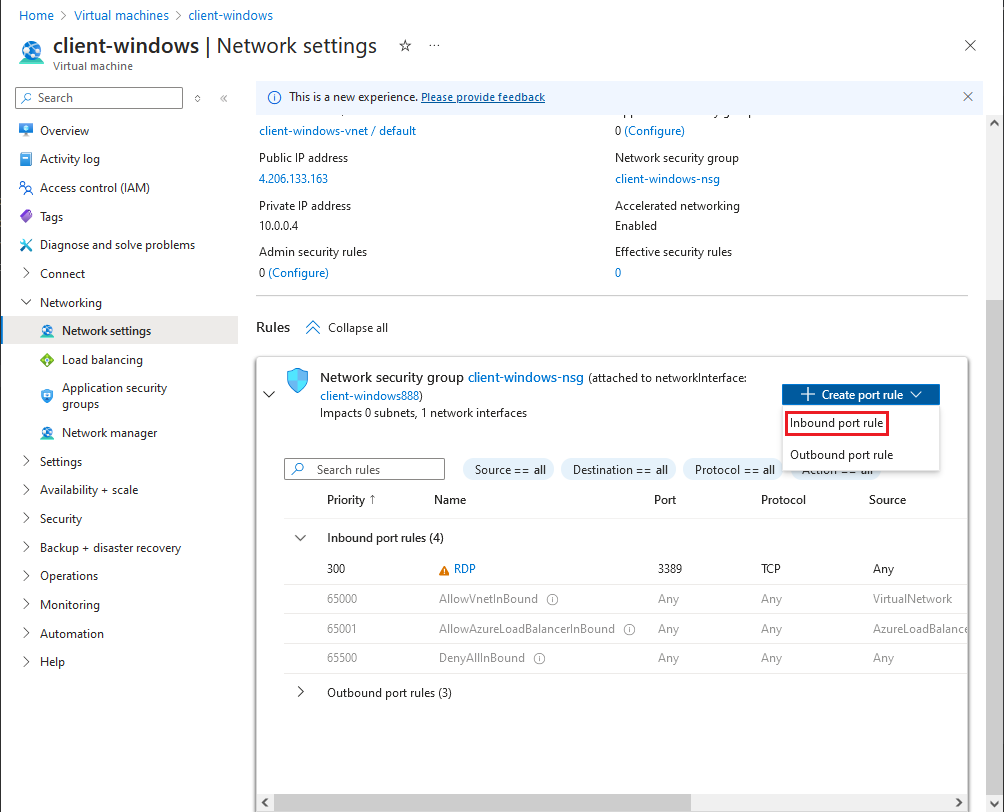 Home > Virtual machines > client-windows
client-windows | Network settings
Virtual machine
Search
This is a new experience. Please provide feedback
Overview
Activity log
Access control (IAM)
Tags
Diagnose and solve problems
Connect
Networking
Network settings
Load balancing
Application security
groups
Network manager
Settings
Availability + scale
Security
Backup + disaster recovery
Operations
Monitoring
Automation
Help
client-windows-vnet / default
0 (Configure)
Public IP address
Network security group
4.206.133.163
client-windows-nsg
Private IP address
Accelerated networking
10.0.0.4
Enabled
Admin security rules
Effective security rules
0 (Configure)
0
Rules
Collapse all
Network security group client-windows-nsg (attached to networkInterface:
client-windows888)
Impacts 0 subnets, 1 network interfaces
Create port rule
Inbound port rule
Outbound port rule
Search rules
Source == all
Destination == all
Protocol == all
Priority ↑ Name Port Protocol Source
Inbound port rules (4)
300 RDP 3389 TCP Any
65000 AllowVnetInBound Any Any VirtualNetwork
65001 AllowAzureLoadBalancerInBound Any Any AzureLoadBalance
65500 DenyAllInBound Any Any Any
Outbound port rules (3)